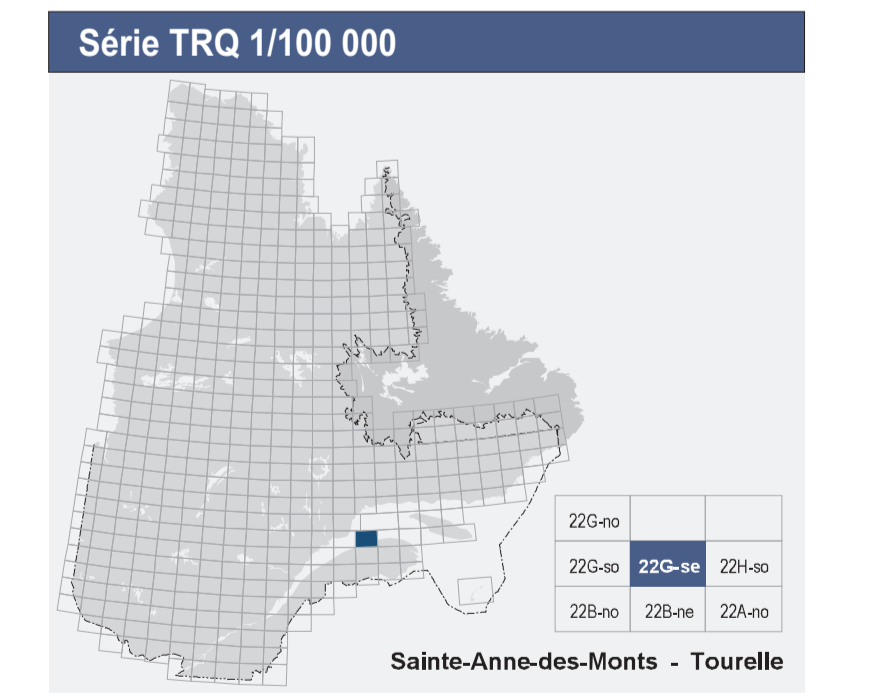 Série TRQ 1/100 000
22G-no
22G-so 22G-se 22H-so
22B-no 22B-ne 22A-no
Sainte-Anne-des-Monts - Tourelle